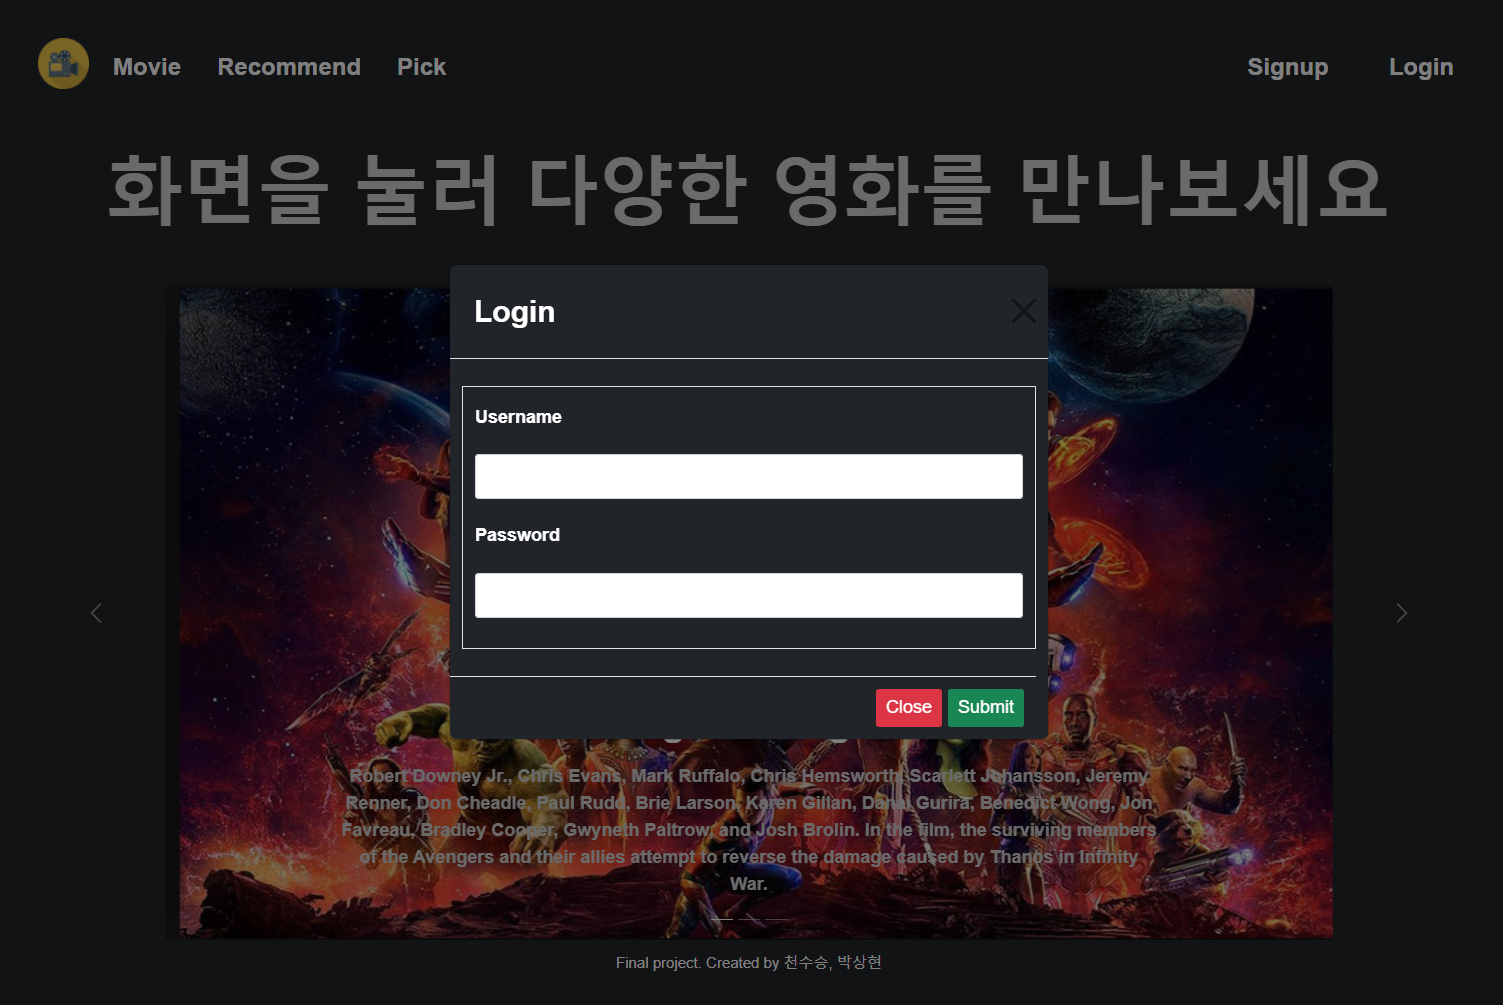 Movie Recommend Pick Signup Login
화면을 눌러 다양한 영화를 만나보세요
Login
Username
Password
Close Submit
Robert Downey Jr., Chris Evans, Mark Ruffalo, Chris Hemsworth, Scarlett Johansson, Jeremy
Renner, Don Cheadle, Paul Rudd, Brie Larson, Karen Gillan, Danai Gurira, Benedict Wong, Jon
Favreau, Bradley Cooper, Gwyneth Paltrow, and Josh Brolin. In the film, the surviving members
of the Avengers and their allies attempt to reverse the damage caused by Thanos in Infinity
War.
Final project. Created by 천수승, 박상현